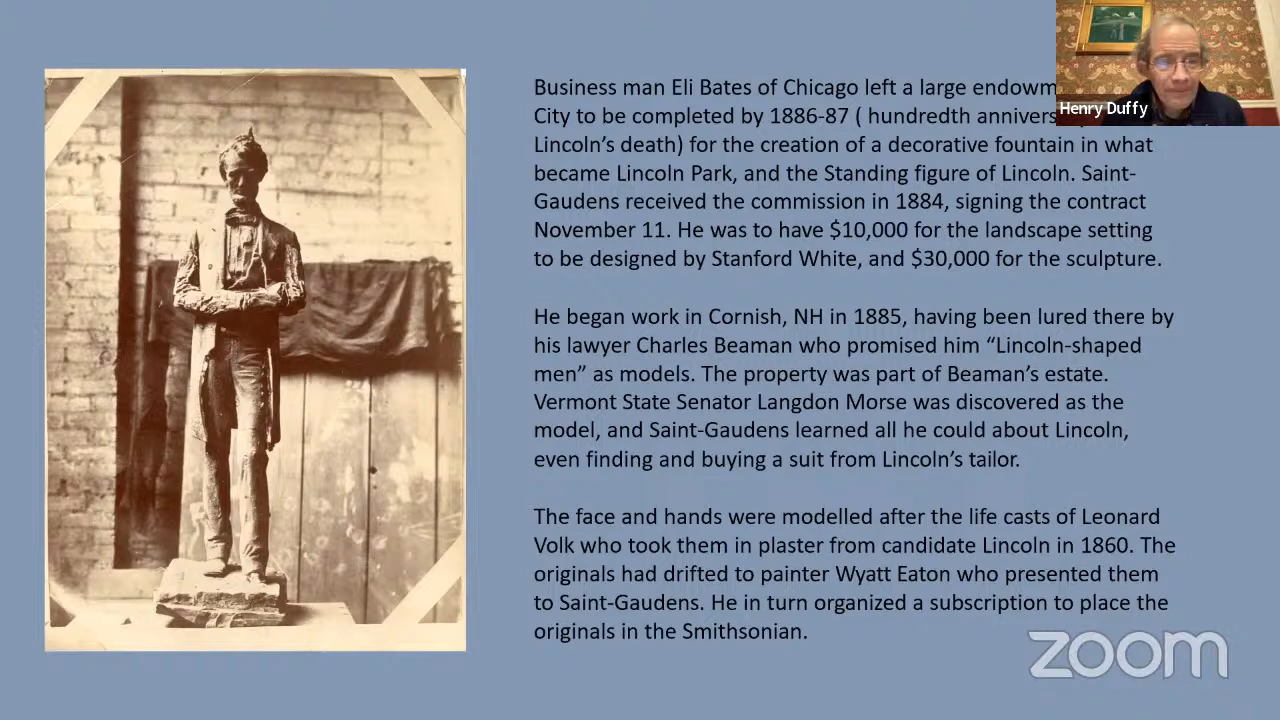 Business man Eli Bates of Chicago left a large
City to be completed by 1886-87 ( hundredth
Lincoln’s death) for the creation of a decorative fountain in what
became Lincoln Park, and the Standing figure of Lincoln. Saint-
Gaudens received the commission in 1884, signing the contract
November 11. He was to have $10,000 for the landscape setting
to be designed by Stanford White, and $30,000 for the sculpture.
He began work in Cornish, NH in 1885, having been lured there by
his lawyer Charles Beaman who promised him “Lincoln-shaped
men” as models. The property was part of Beaman’s estate.
Vermont State Senator Langdon Morse was discovered as the
model, and Saint-Gaudens learned all he could about Lincoln,
even finding and buying a suit from Lincoln’s tailor.
The face and hands were modelled after the life casts of Leonard
Volk who took them in plaster from candidate Lincoln in 1860. The
originals had drifted to painter Wyatt Eaton who presented them
to Saint-Gaudens. He in turn organized a subscription to place the
originals in the Smithsonian.
Henry Duffy
zoom